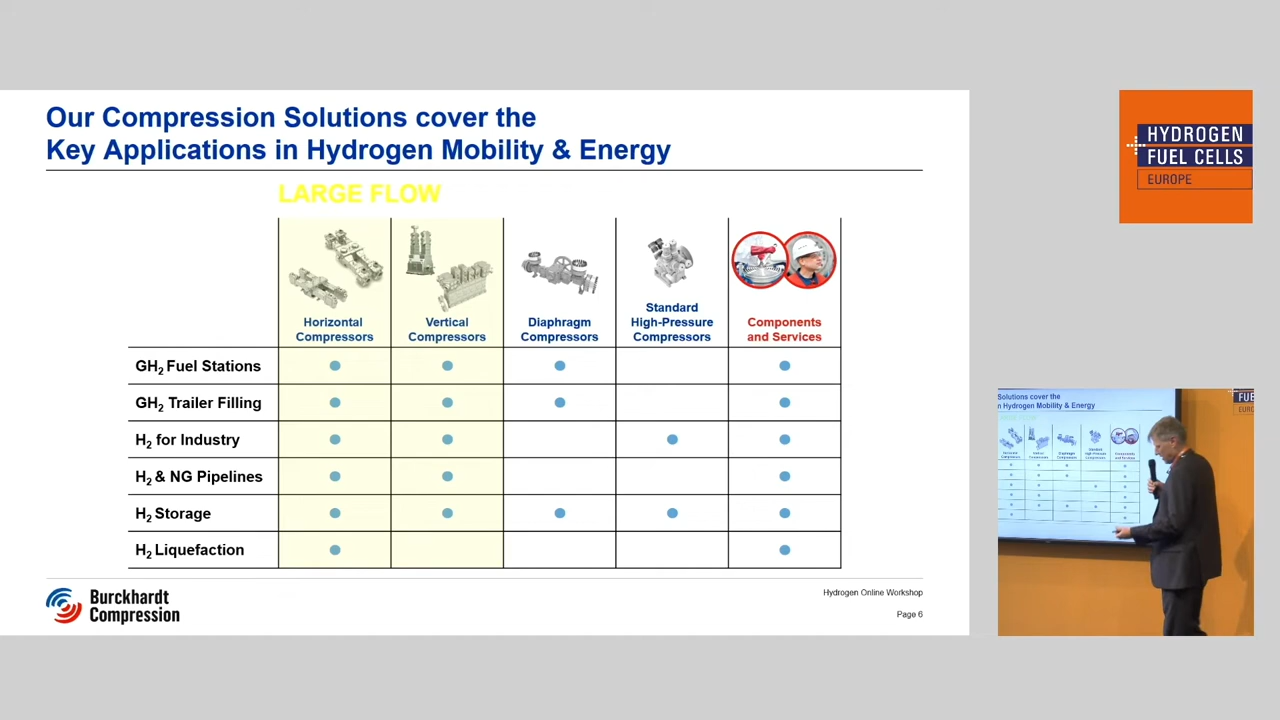 Our Compression Solutions cover the
Key Applications in Hydrogen Mobility & Energy
LARGE FLOW
Horizontal
Compressors
Vertical
Compressors
Diaphragm
Compressors
Standard
High-Pressure
Compressors
Components
and Services
GH2 Fuel Stations
GH2 Trailer Filling
H2 for Industry
H2 & NG Pipelines
H2 Storage
H2 Liquefaction
Burckhardt
Compression
Hydrogen Online Workshop
Page 6
HYDROGEN
FUEL CELLS
EUROPE
Solutions cover the
n Hydrogen Mobility & Energy
FUE
EURO